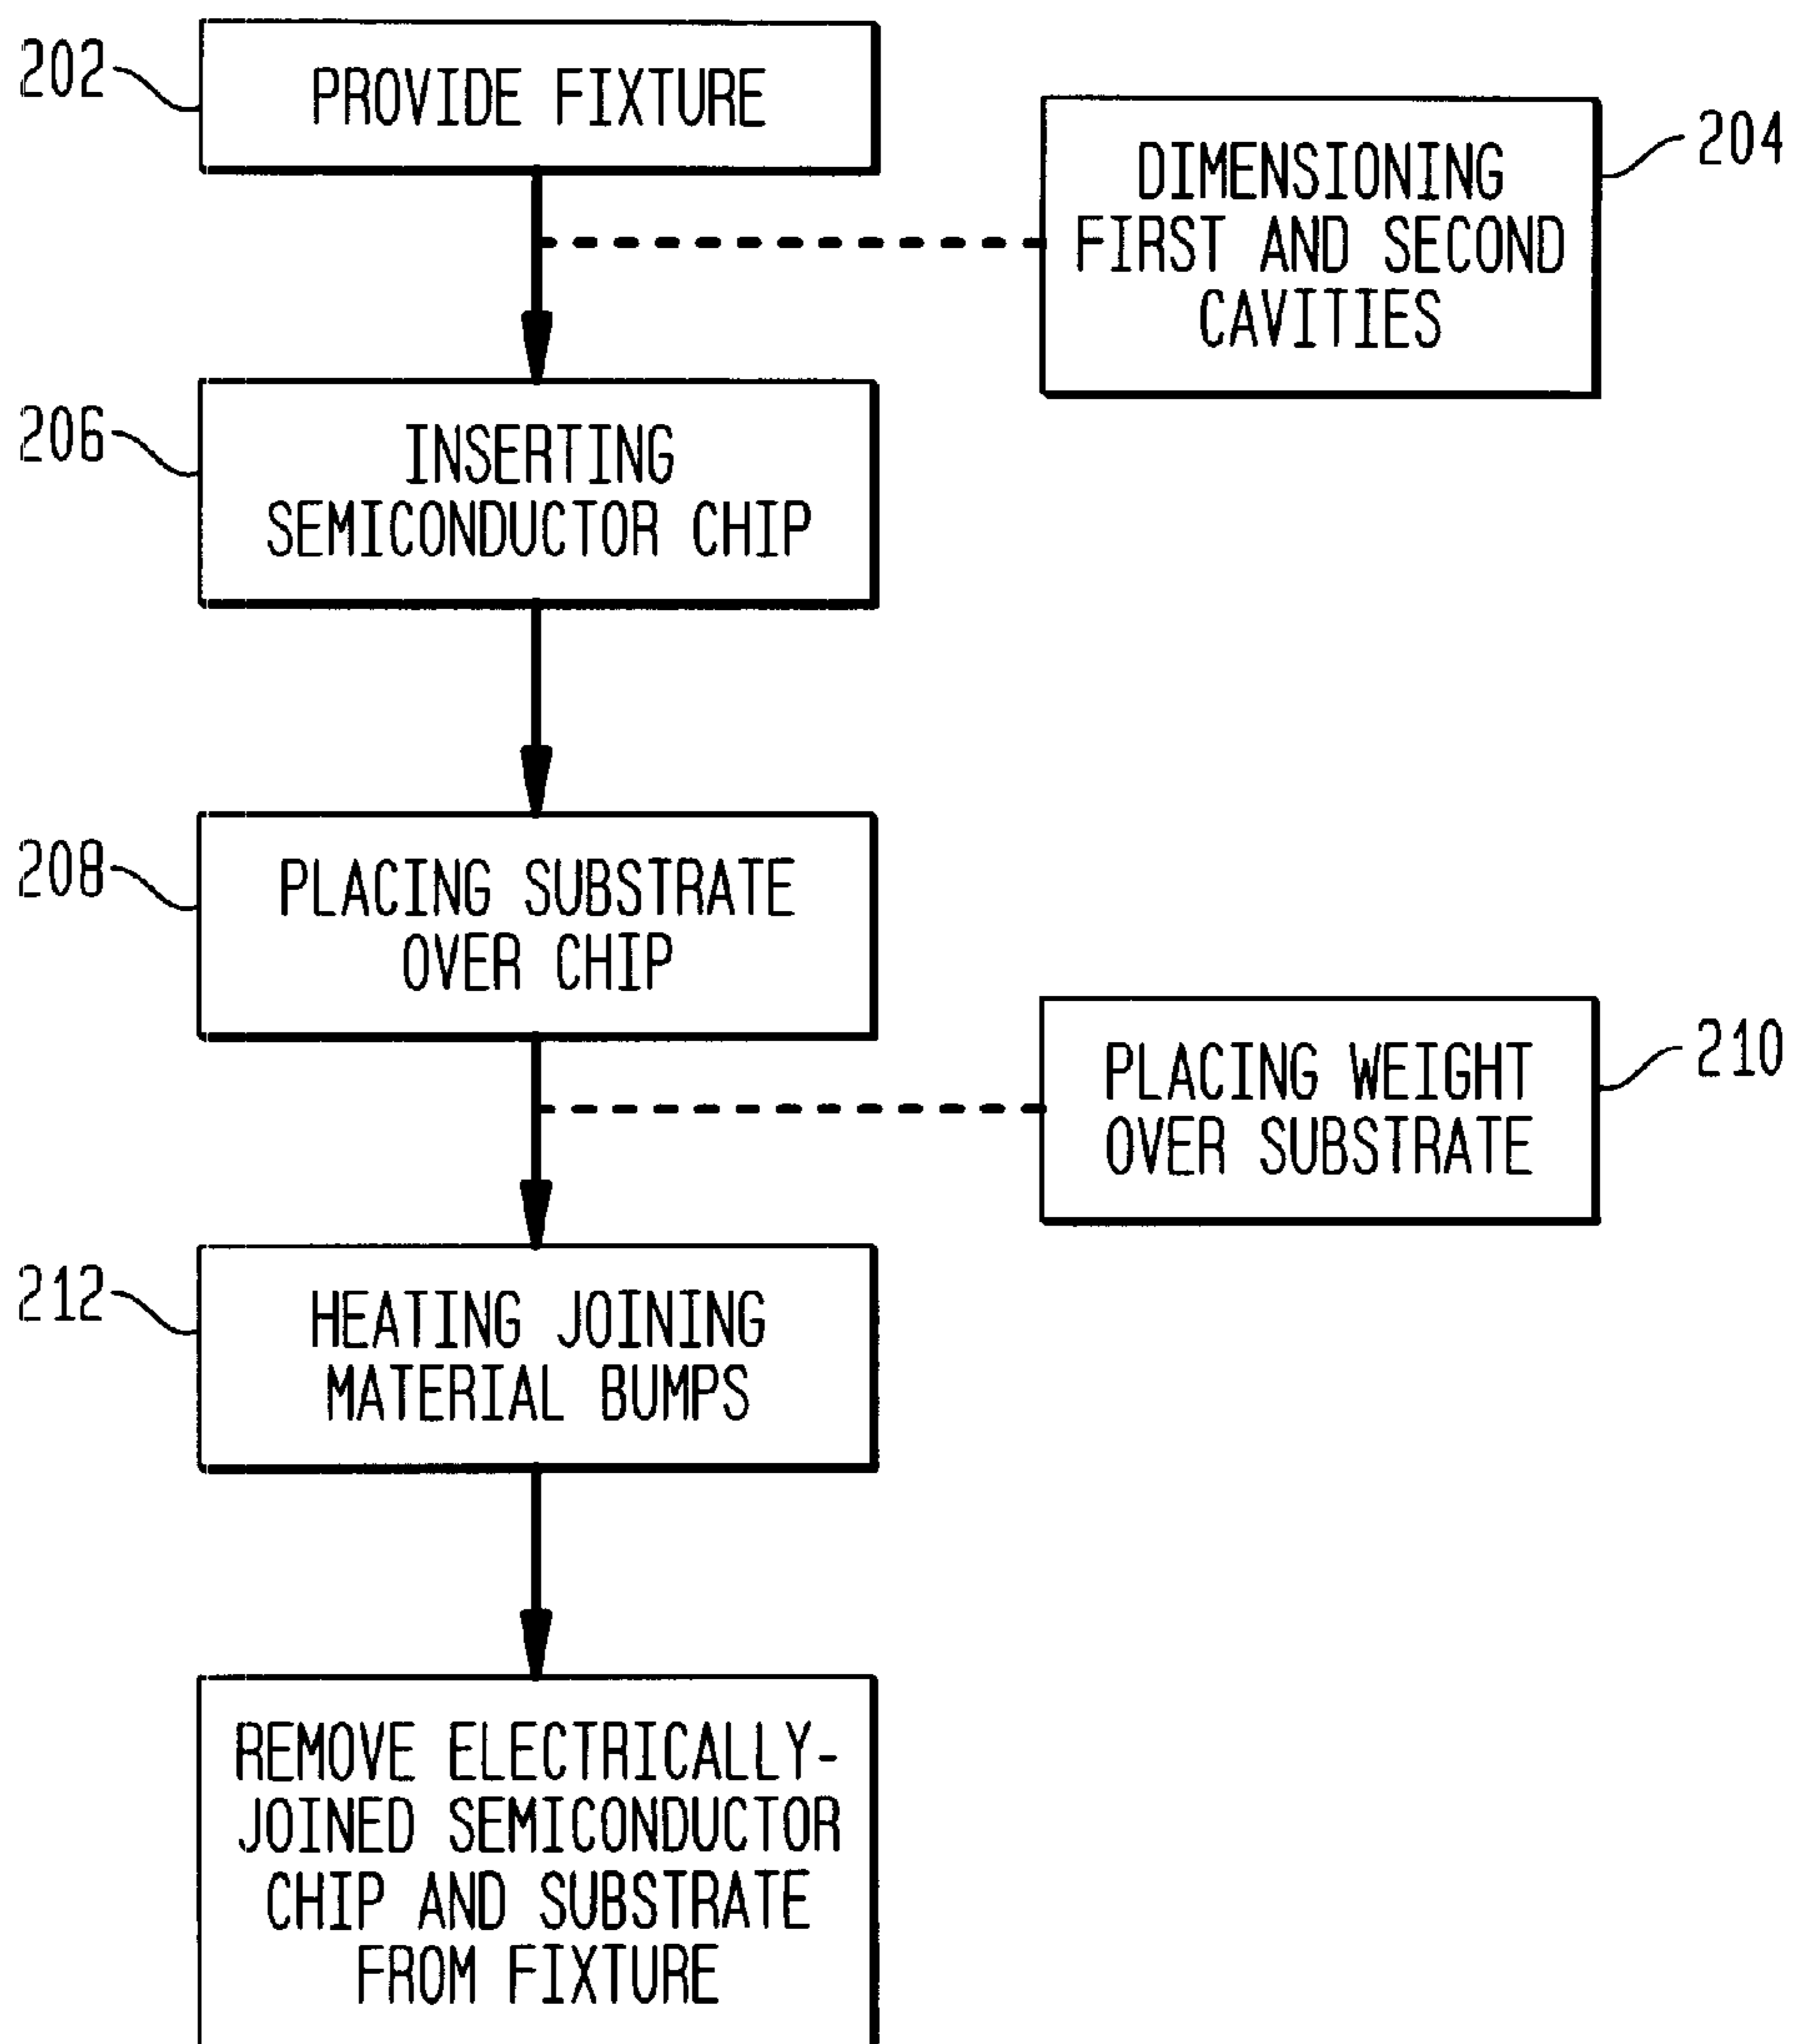 202
PROVIDE FIXTURE
204
DIMENSIONING
FIRST AND SECOND
CAVITIES
206
INSERTING
SEMICONDUCTOR CHIP
208
PLACING SUBSTRATE
OVER CHIP
210
PLACING WEIGHT
OVER SUBSTRATE
212
HEATING JOINING
MATERIAL BUMPS
REMOVE ELECTRICALLY-
JOINED SEMICONDUCTOR
CHIP AND SUBSTRATE
FROM FIXTURE